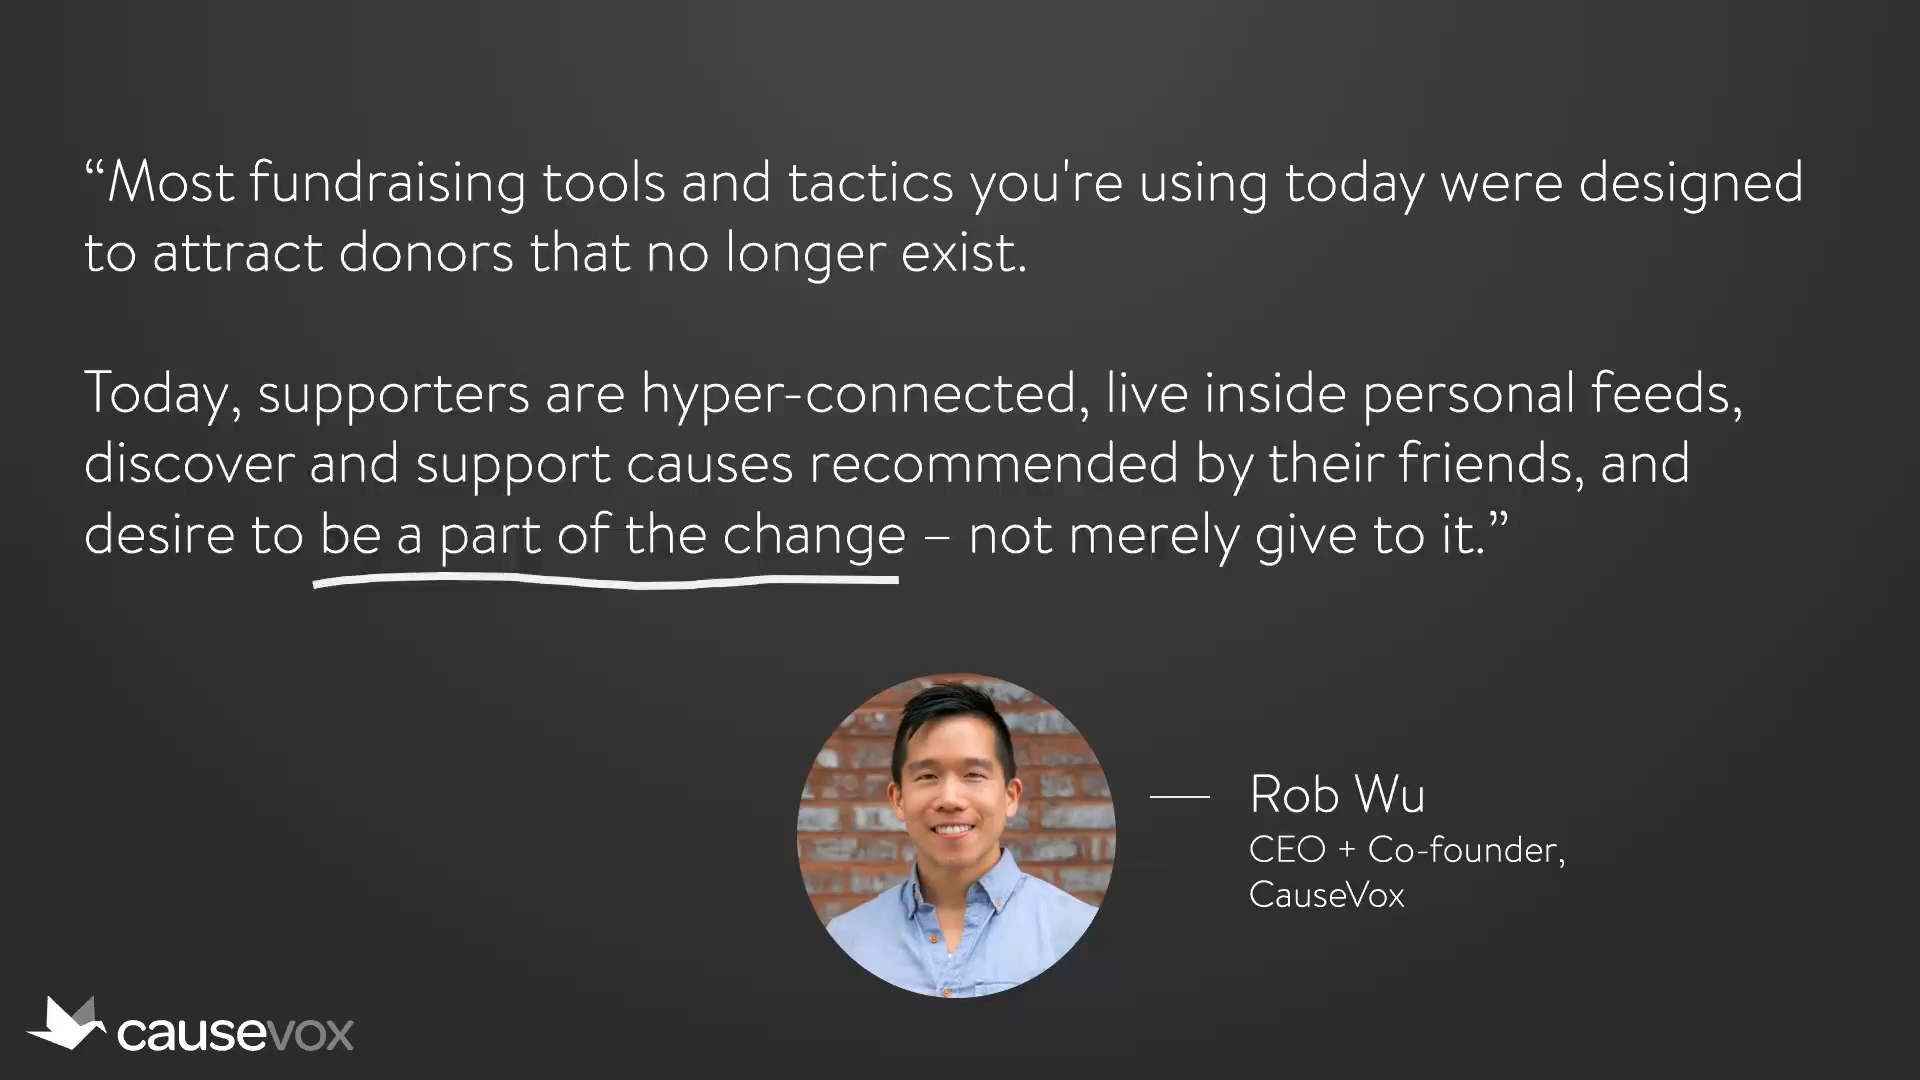 “Most fundraising tools and tactics you're using today were designed
to attract donors that no longer exist.
Today, supporters are hyper-connected, live inside personal feeds,
discover and support causes recommended by their friends, and
desire to be a part of the change – not merely give to it.”
Rob Wu
CEO + Co-founder,
CauseVox
causevox